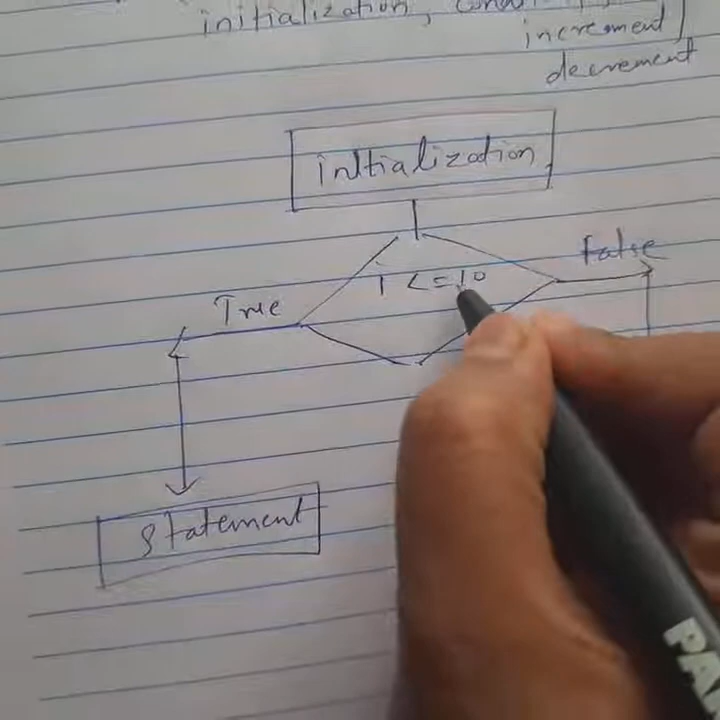 initialization,
increment /
decrement
initialization
false
i <= 10
True
statement